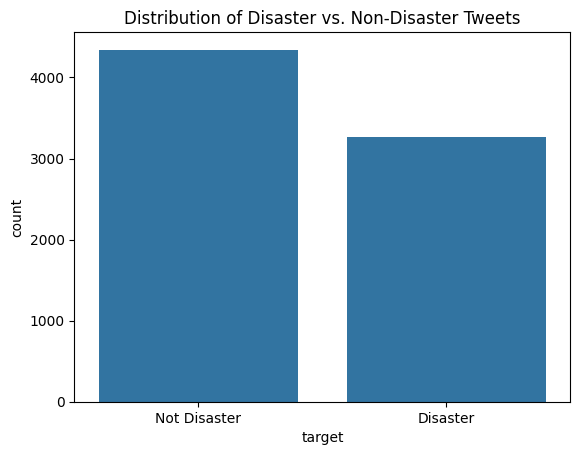 Distribution of Disaster vs. Non-Disaster Tweets
4000
3000
2000
1000
0
count
Not Disaster
Disaster
target